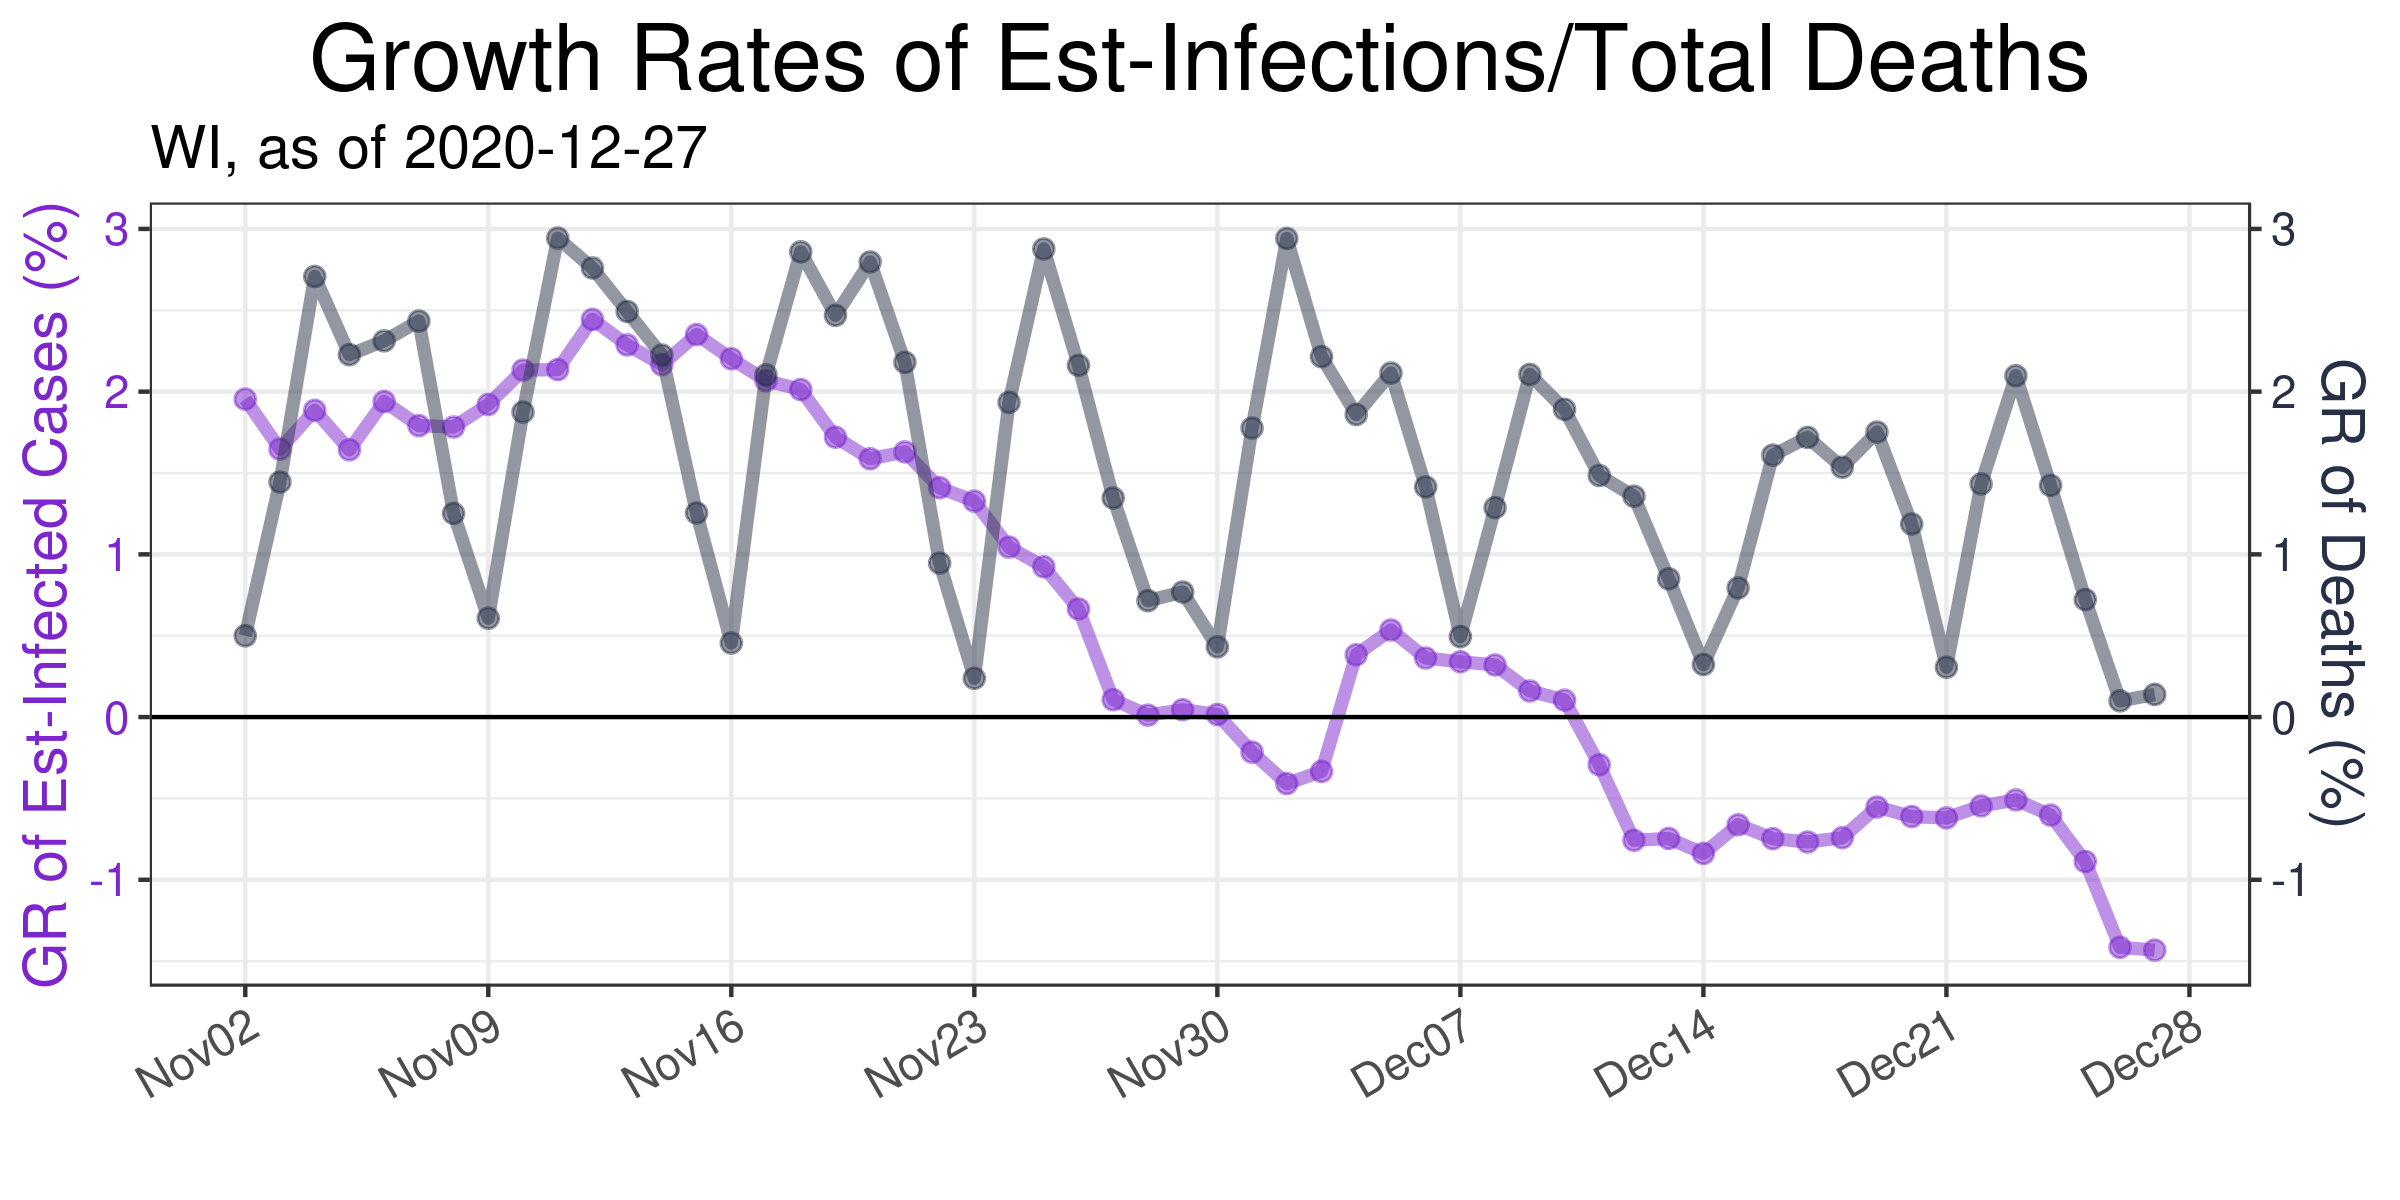 Growth Rates of Est-Infections/Total Deaths
WI, as of 2020-12-27
GR of Est-Infected Cases (%)
3
2
1
0
-1
3
2
1
0
-1
GR of Deaths (%)
Nov02
Nov09
Nov16
Nov23
Nov30
Dec07
Dec14
Dec21
Dec28